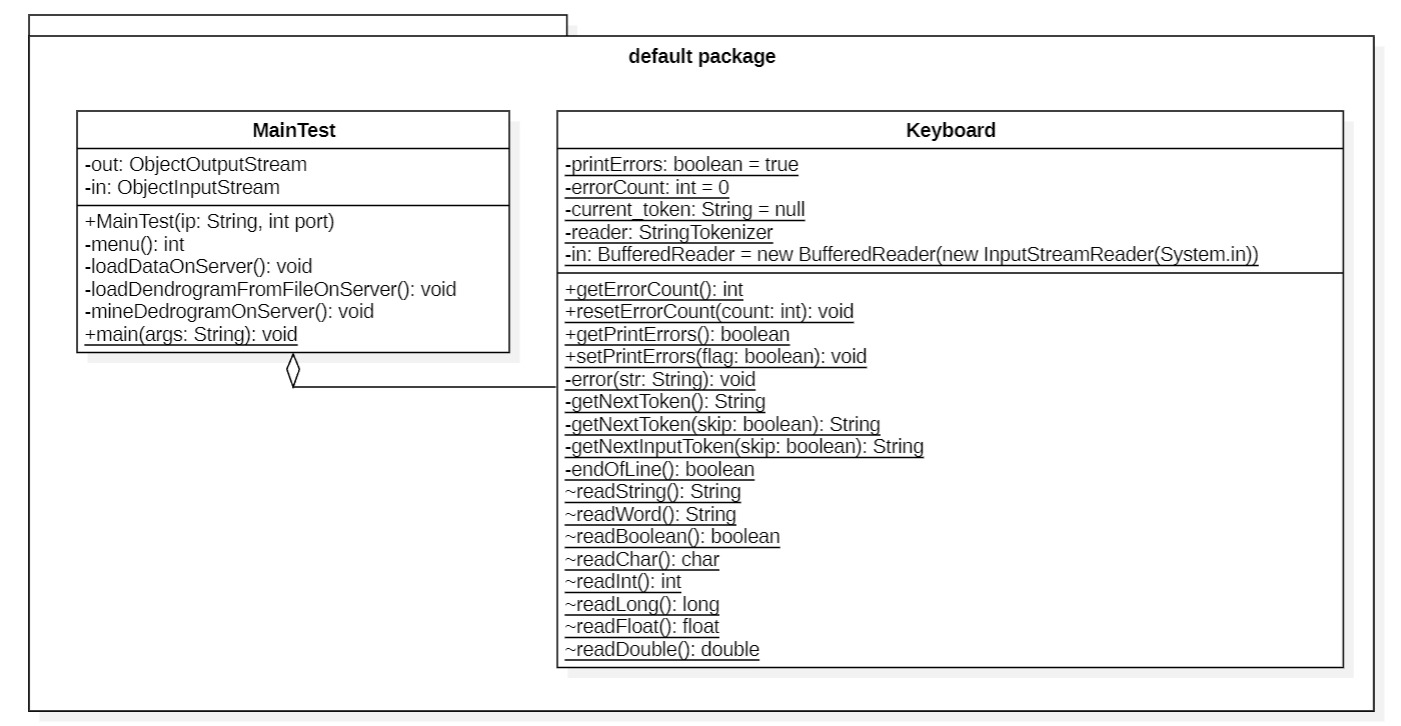 default package
MainTest
-out: ObjectOutputStream
-in: ObjectInputStream
+MainTest(ip: String, int port)
-menu(): int
-loadDataOnServer(): void
-loadDendrogramFromFileOnServer(): void
-mineDedrogramOnServer(): void
+main(args: String): void
Keyboard
-printErrors: boolean = true
-errorCount: int = 0
-current_token: String = null
-reader: StringTokenizer
-in: BufferedReader = new BufferedReader(new InputStreamReader(System.in))
+getErrorCount(): int
+resetErrorCount(count: int): void
+getPrintErrors(): boolean
+setPrintErrors(flag: boolean): void
-error(str: String): void
-getNextToken(): String
-getNextToken(skip: boolean): String
-getNextInputToken(skip: boolean): String
-endOfLine(): boolean
~readString(): String
~readWord(): String
~readBoolean(): boolean
~readChar(): char
~readInt(): int
~readLong(): long
~readFloat(): float
~readDouble(): double